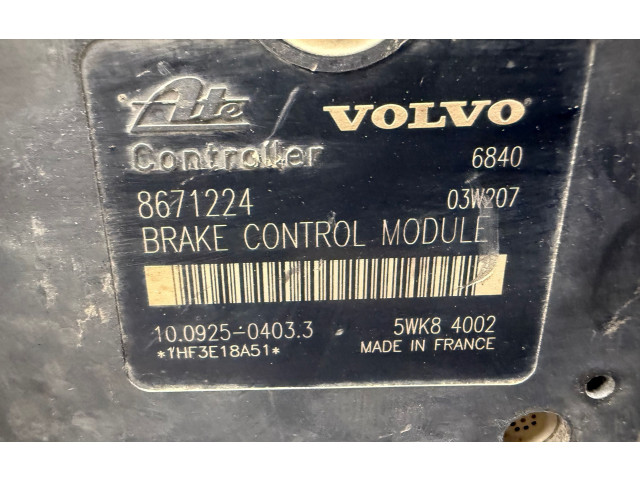 Ate VOLVO
Controller 6840
8671224 03W207
BRAKE CONTROL MODULE
10.0925-0403.3 5WK8 4002
*1HF3E18A51* MADE IN FRANCE